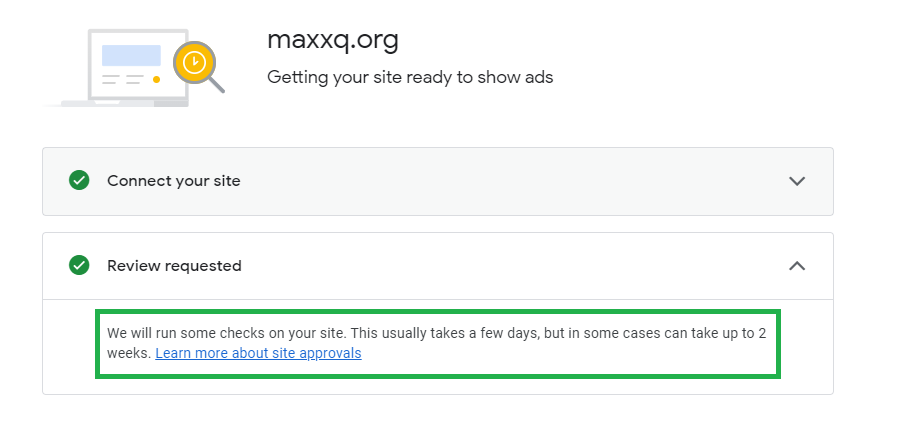 maxxq.org
Getting your site ready to show ads
Connect your site
Review requested
We will run some checks on your site. This usually takes a few days, but in some cases can take up to 2
weeks. Learn more about site approvals